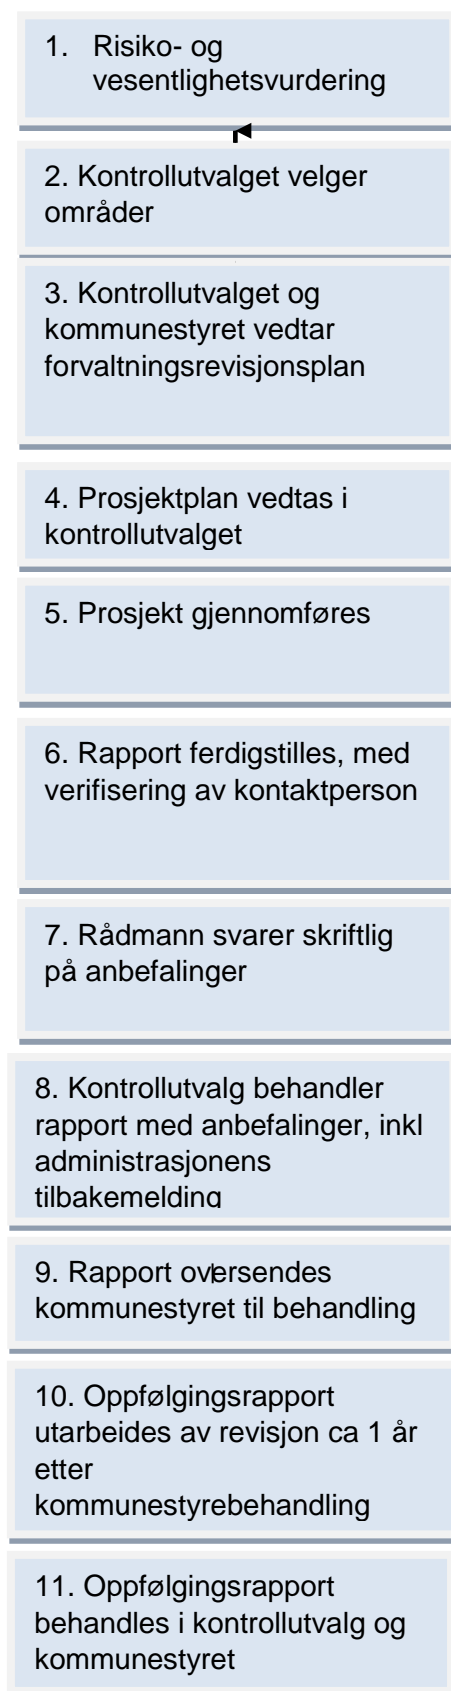 1. Risiko- og
vesentlighetsvurdering
2. Kontrollutvalget velger
områder
3. Kontrollutvalget og
kommunestyret vedtar
forvaltningsrevisjonsplan
4. Prosjektplan vedtas i
kontrollutvalget
5. Prosjekt gjennomføres
6. Rapport ferdigstilles, med
verifisering av kontaktperson
7. Rådmann svarer skriftlig
på anbefalinger
8. Kontrollutvalg behandler
rapport med anbefalinger, inkl
administrasjonens
tilbakemelding
9. Rapport oversendes
kommunestyret til behandling
10. Oppfølgingsrapport
utarbeides av revisjon ca 1 år
etter
kommunestyrebehandling
11. Oppfølgingsrapport
behandles i kontrollutvalg og
kommunestyret